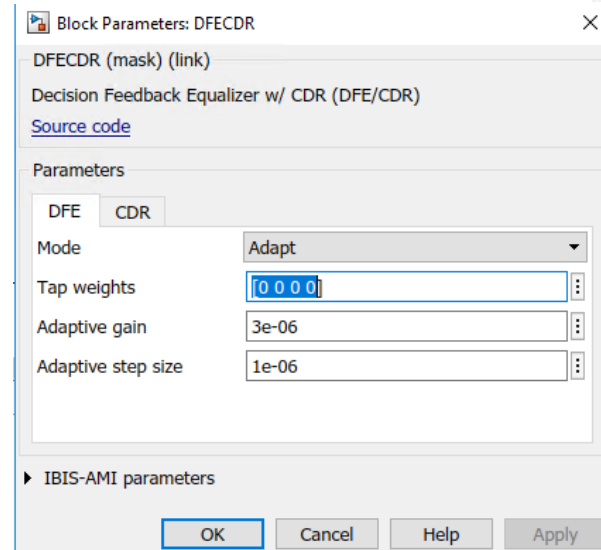 Block Parameters: DFECDR
DFECDR (mask) (link)
Decision Feedback Equalizer w/ CDR (DFE/CDR)
Source code
Parameters
DFE CDR
Mode Adapt
Tap weights [0 0 0 0]
Adaptive gain 3e-06
Adaptive step size 1e-06
IBIS-AMI parameters
OK Cancel Help Apply